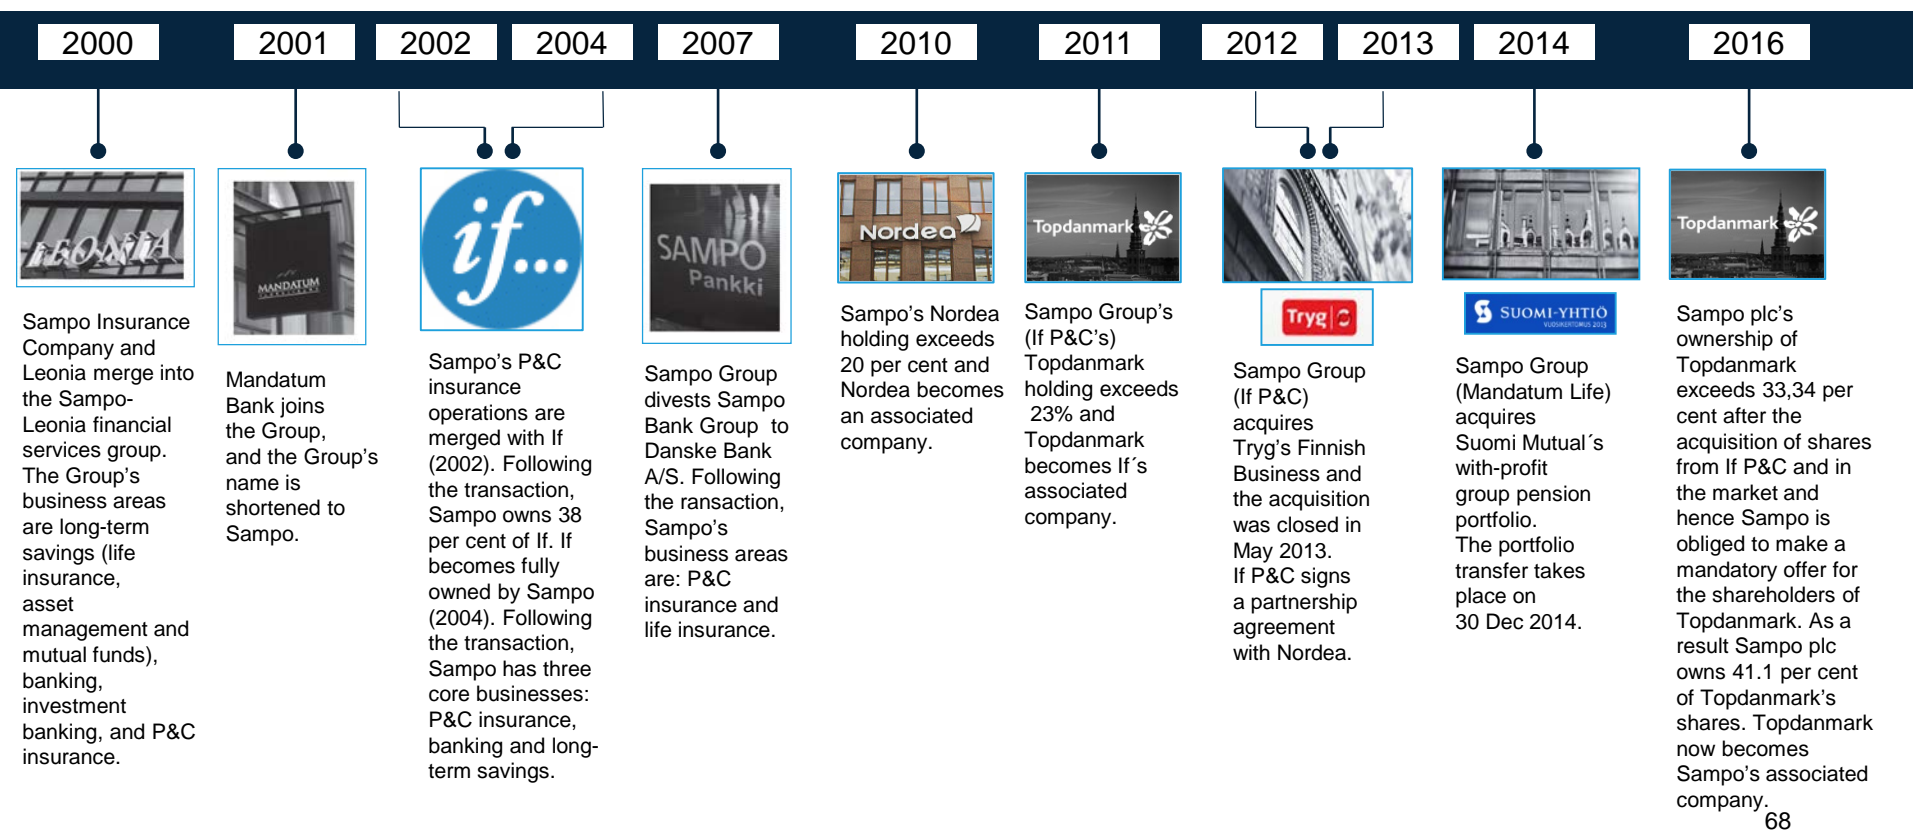 2000
2001
2002
2004
2007
2010
2011
2012
2013
2014
2016
LEONIA
Sampo Insurance
Company and
Leonia merge into
the Sampo-
Leonia financial
services group.
The Group's
business areas
are long-term
savings (life
insurance,
asset
management and
mutual funds),
banking,
investment
banking, and P&C
insurance.
MANDATUM
Mandatum
Bank joins
the Group,
and the Group's
name is
shortened to
Sampo.
if...
Sampo's P&C
insurance
operations are
merged with If
(2002). Following
the transaction,
Sampo owns 38
per cent of If. If
becomes fully
owned by Sampo
(2004). Following
the transaction,
Sampo has three
core businesses:
P&C insurance,
banking and long-
term savings.
SAMPO
Pankki
Sampo Group
divests Sampo
Bank Group to
Danske Bank
A/S. Following
the ransaction,
Sampo's
business areas
are: P&C
insurance and
life insurance.
Nordea
Sampo's Nordea
holding exceeds
20 per cent and
Nordea becomes
an associated
company.
Topdanmark
Sampo Group's
(If P&C's)
Topdanmark
holding exceeds
23% and
Topdanmark
becomes If´s
associated
company.
Tryg
Sampo Group
(If P&C)
acquires
Tryg's Finnish
Business and
the acquisition
was closed in
May 2013.
If P&C signs
a partnership
agreement
with Nordea.
SUOMI-YHTIÖ
VUOSIKERTOMUS 2013
Sampo Group
(Mandatum Life)
acquires
Suomi Mutual´s
with-profit
group pension
portfolio.
The portfolio
transfer takes
place on
30 Dec 2014.
Topdanmark
Sampo plc's
ownership of
Topdanmark
exceeds 33,34 per
cent after the
acquisition of shares
from If P&C and in
the market and
hence Sampo is
obliged to make a
mandatory offer for
the shareholders of
Topdanmark. As a
result Sampo plc
owns 41.1 per cent
of Topdanmark's
shares. Topdanmark
now becomes
Sampo's associated
company.
68